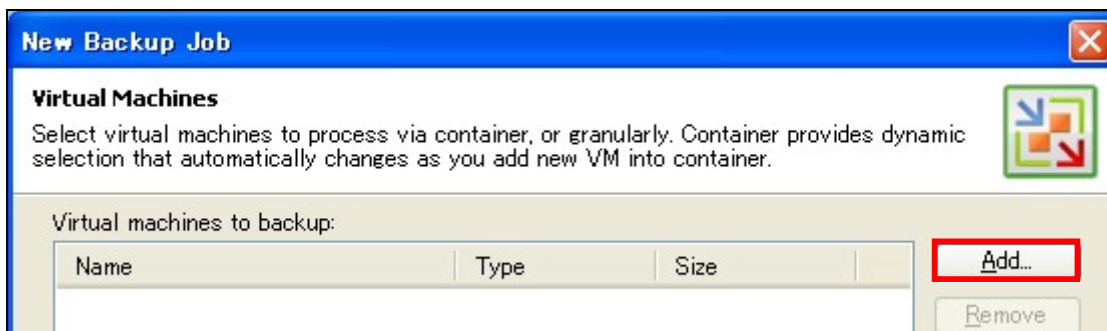 New Backup Job
Virtual Machines
Select virtual machines to process via container, or granularly. Container provides dynamic
selection that automatically changes as you add new VM into container.
Virtual machines to backup:
Name Type Size
Add...
Remove